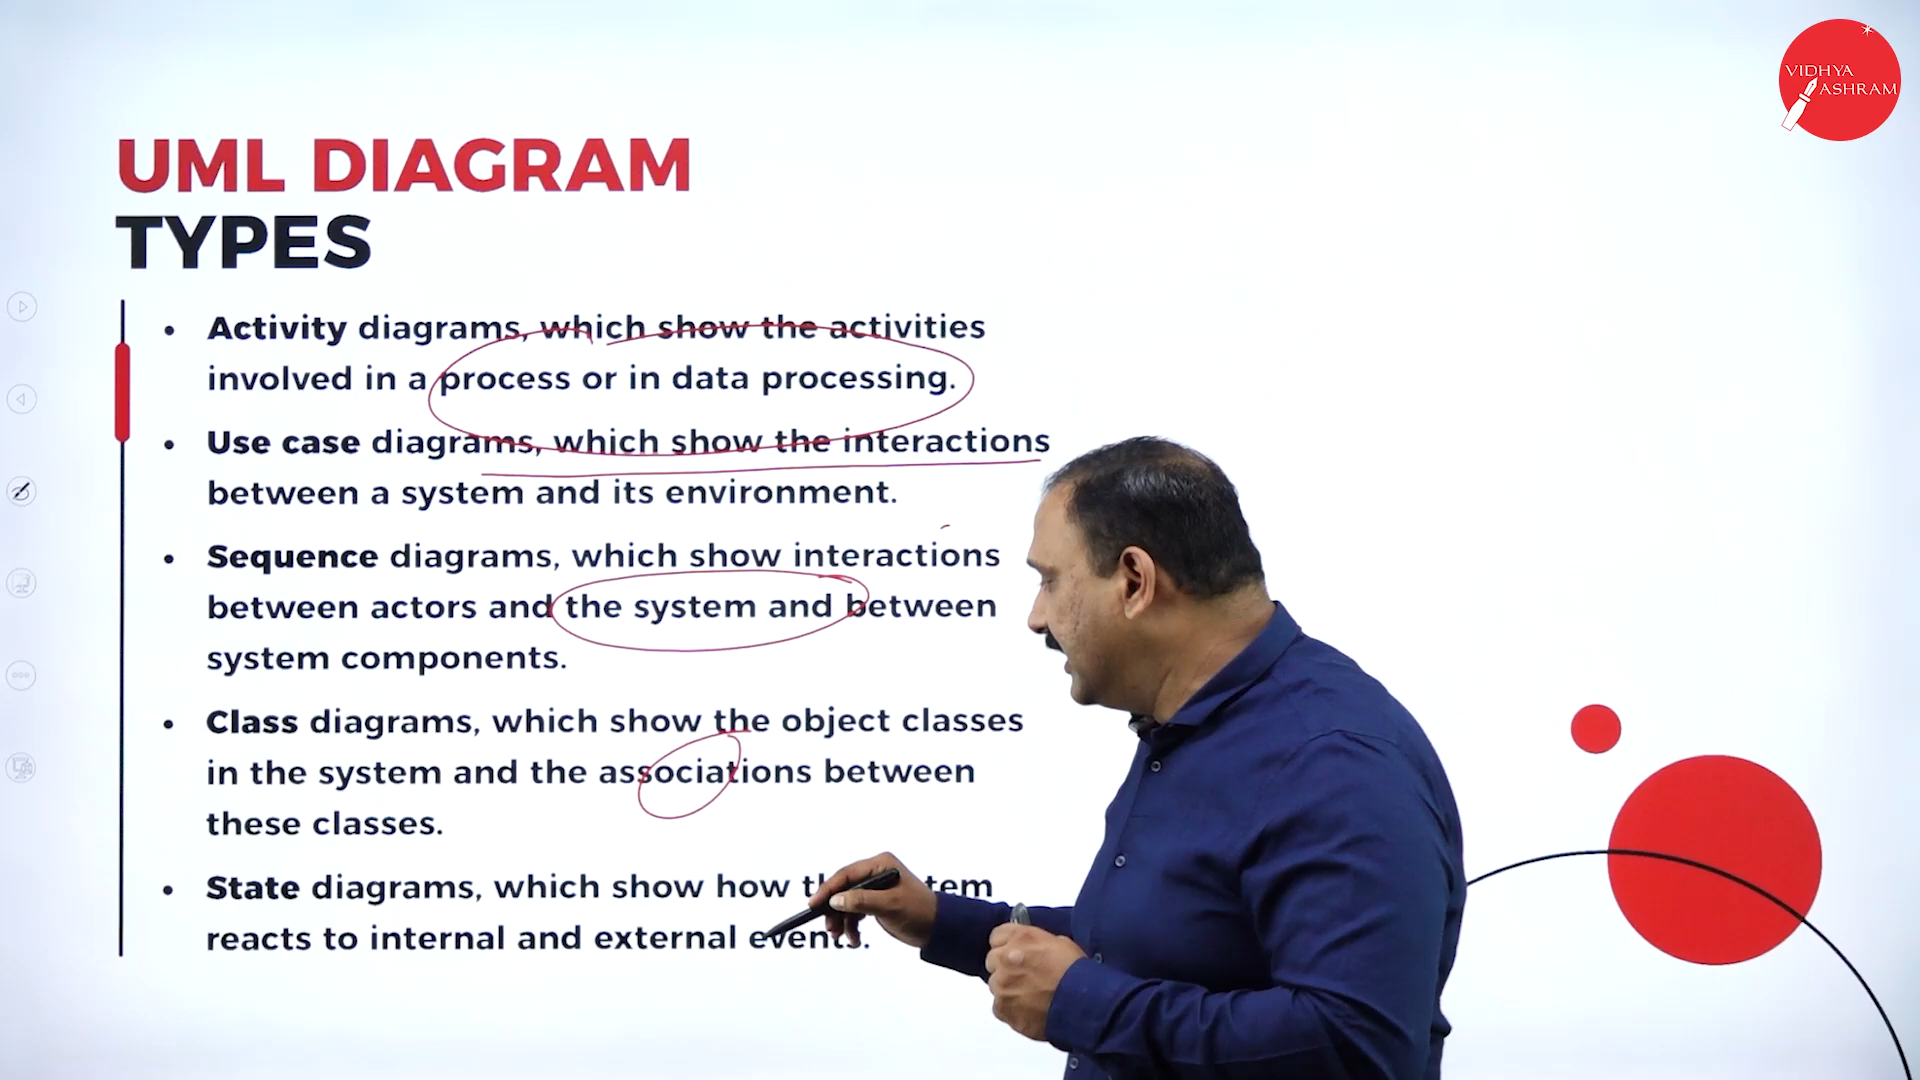 VIDHYA
ASHRAM
UML DIAGRAM
TYPES
• Activity diagrams, which show the activities
involved in a process or in data processing.
• Use case diagrams, which show the interactions
between a system and its environment.
• Sequence diagrams, which show interactions
between actors and the system and between
system components.
• Class diagrams, which show the object classes
in the system and the associations between
these classes.
• State diagrams, which show how
reacts to internal and external events.